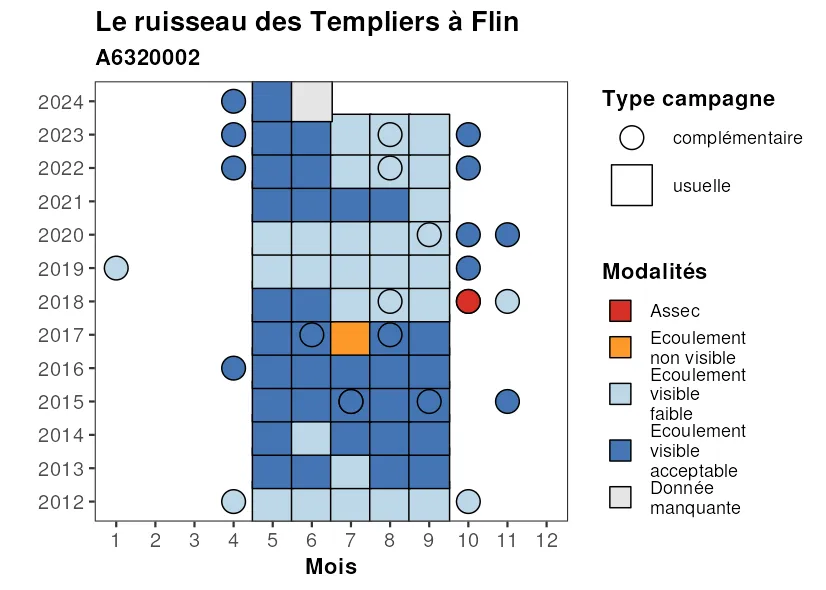 Le ruisseau des Templiers à Flin
A6320002
2024
2023
2022
2021
2020
2019
2018
2017
2016
2015
2014
2013
2012
1 2 3 4 5 6 7 8 9 10 11 12
Mois
Type campagne
complémentaire
usuelle
Modalités
Assec
Ecoulement
non visible
Ecoulement
visible
faible
Ecoulement
visible
acceptable
Donnée
manquante